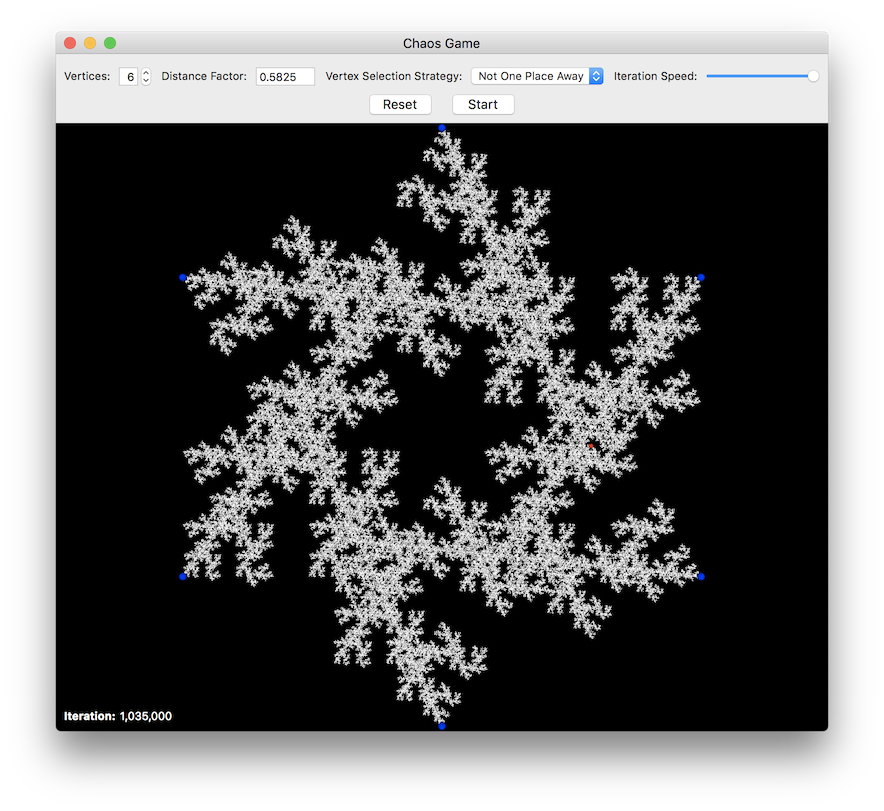 Chaos Game
Vertices: 6 Distance Factor: 0.5825 Vertex Selection Strategy: Not One Place Away Iteration Speed:
Reset Start
Iteration: 1,035,000